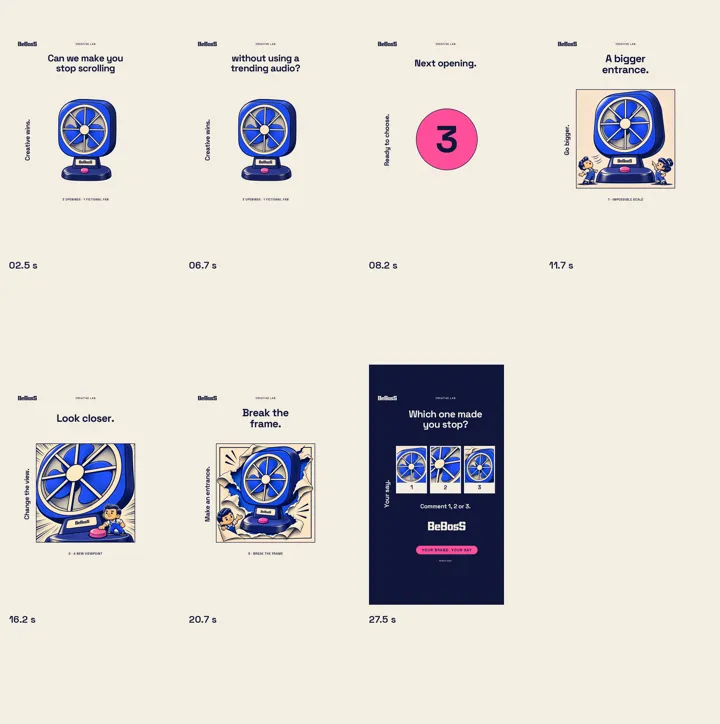 BeBosS
CREATIVE LAB
Can we make you
stop scrolling
Creative wins.
BeBosS
3 OPENINGS · 1 FICTIONAL FAN
02.5 s
BeBosS
CREATIVE LAB
without using a
trending audio?
Creative wins.
BeBosS
3 OPENINGS · 1 FICTIONAL FAN
06.7 s
BeBosS
CREATIVE LAB
Next opening.
Ready to choose.
3
08.2 s
BeBosS
CREATIVE LAB
A bigger
entrance.
Go bigger.
BeBosS
1 · IMPOSSIBLE SCALE
11.7 s
BeBosS
CREATIVE LAB
Look closer.
Change the view.
BeBosS
2 · A NEW VIEWPOINT
16.2 s
BeBosS
CREATIVE LAB
Break the
frame.
Make an entrance.
BeBosS
3 · BREAK THE FRAME
20.7 s
BeBosS
CREATIVE LAB
Which one made
you stop?
Your say.
1
2
3
Comment 1, 2 or 3.
BeBosS
YOUR BRAND. YOUR SAY.
27.5 s